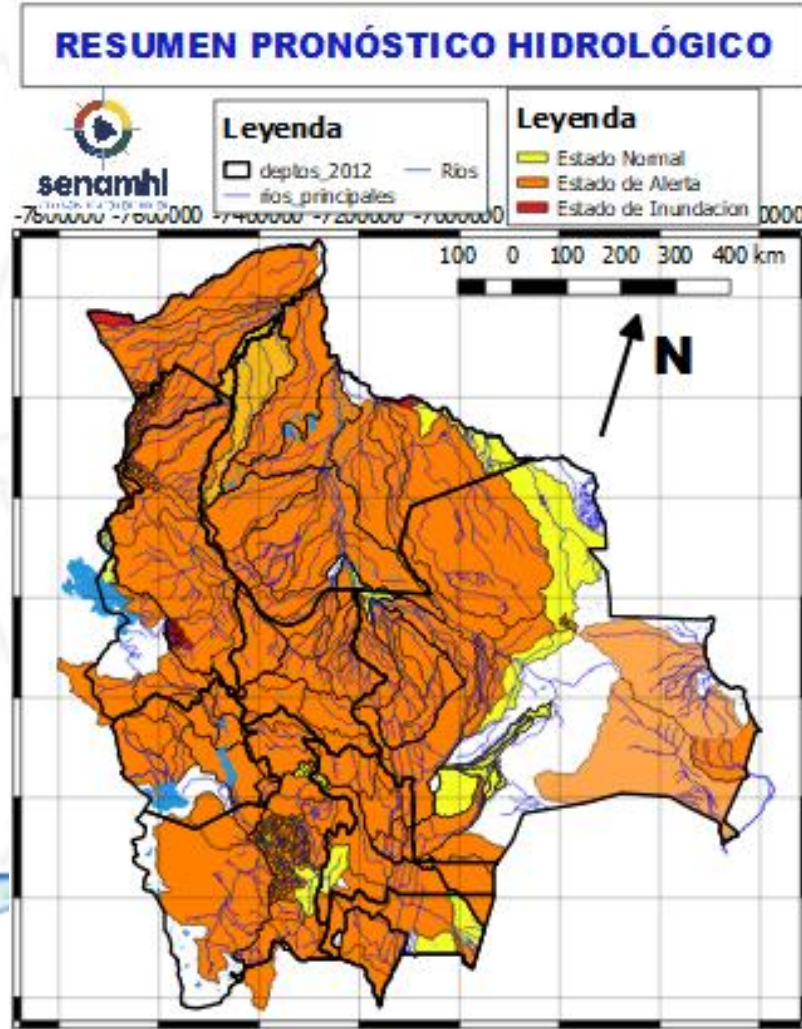 RESUMEN PRONÓSTICO HIDROLÓGICO
senamhi
Leyenda
deptos_2012
Rios
rios_principales
Leyenda
Estado Normal
Estado de Alerta
Estado de Inundacion
-7800000 -7600000 -7400000 -7200000 -7000000
100 0 100 200 300 400 km
N